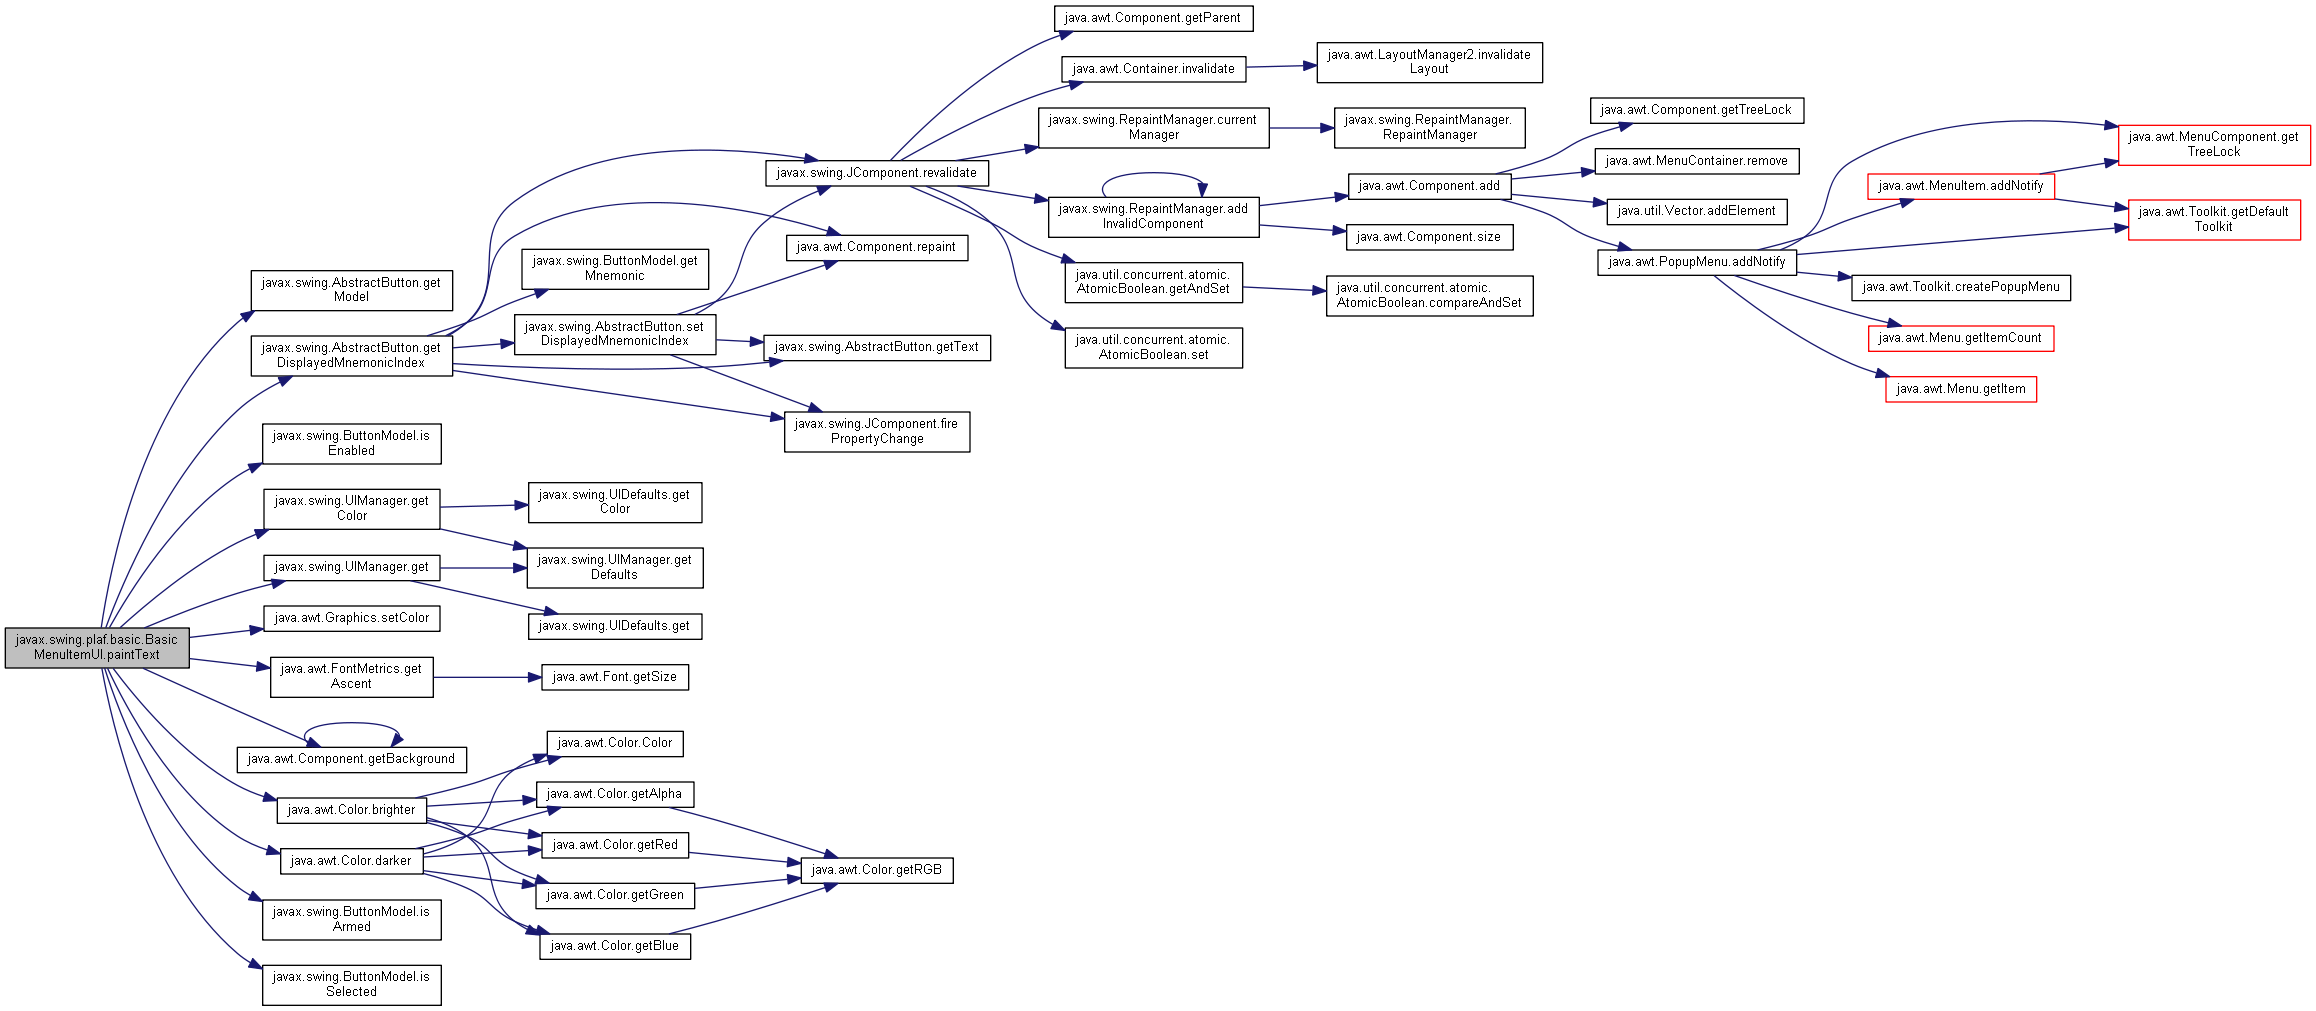 javax.swing.plaf.basic.Basic
MenuItemUI.paintText
javax.swing.AbstractButton.get
Model
javax.swing.AbstractButton.get
DisplayedMnemonicIndex
javax.swing.ButtonModel.is
Enabled
javax.swing.UIManager.get
Color
javax.swing.UIManager.get
java.awt.Graphics.setColor
java.awt.FontMetrics.get
Ascent
java.awt.Component.getBackground
java.awt.Color.brighter
java.awt.Color.darker
javax.swing.ButtonModel.is
Armed
javax.swing.ButtonModel.is
Selected
javax.swing.ButtonModel.get
Mnemonic
javax.swing.AbstractButton.set
DisplayedMnemonicIndex
javax.swing.UIDefaults.get
Color
javax.swing.UIManager.get
Defaults
javax.swing.UIDefaults.get
java.awt.Font.getSize
java.awt.Color.Color
java.awt.Color.getAlpha
java.awt.Color.getRed
java.awt.Color.getGreen
java.awt.Color.getBlue
javax.swing.JComponent.revalidate
java.awt.Component.repaint
javax.swing.AbstractButton.getText
javax.swing.JComponent.fire
PropertyChange
java.awt.Color.getRGB
java.awt.Component.getParent
java.awt.Container.invalidate
javax.swing.RepaintManager.current
Manager
javax.swing.RepaintManager.add
InvalidComponent
java.util.concurrent.atomic.
AtomicBoolean.getAndSet
java.util.concurrent.atomic.
AtomicBoolean.set
java.awt.LayoutManager2.invalidate
Layout
javax.swing.RepaintManager.
RepaintManager
java.awt.Component.add
java.awt.Component.size
java.util.concurrent.atomic.
AtomicBoolean.compareAndSet
java.awt.Component.getTreeLock
java.awt.MenuContainer.remove
java.util.Vector.addElement
java.awt.PopupMenu.addNotify
java.awt.MenuItem.addNotify
java.awt.Toolkit.createPopupMenu
java.awt.Menu.getItemCount
java.awt.Menu.getItem
java.awt.MenuComponent.get
TreeLock
java.awt.Toolkit.getDefault
Toolkit